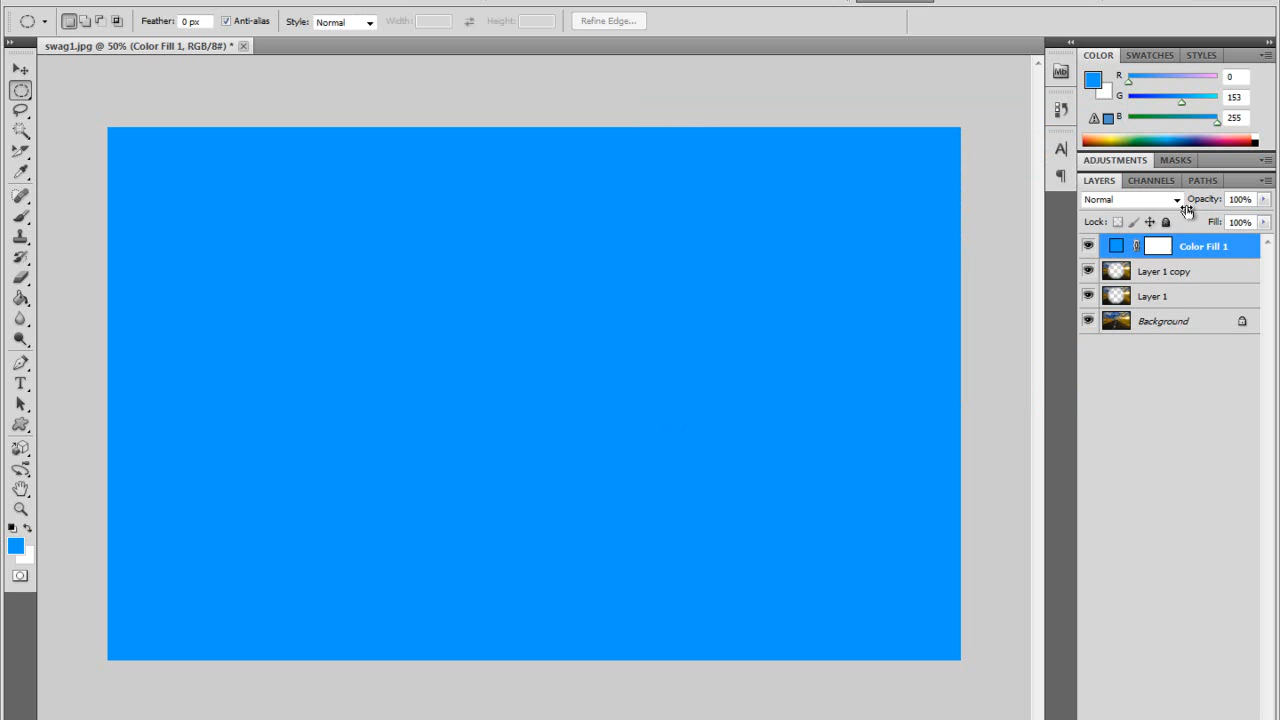 Feather: 0 px Anti-alias Style: Normal Width: Height: Refine Edge...
swag1.jpg @ 50% (Color Fill 1, RGB/8#) *
COLOR SWATCHES STYLES
R 0
G 153
B 255
ADJUSTMENTS MASKS
LAYERS CHANNELS PATHS
Normal Opacity: 100%
Lock: Fill: 100%
Color Fill 1
Layer 1 copy
Layer 1
Background
Mb
A
T